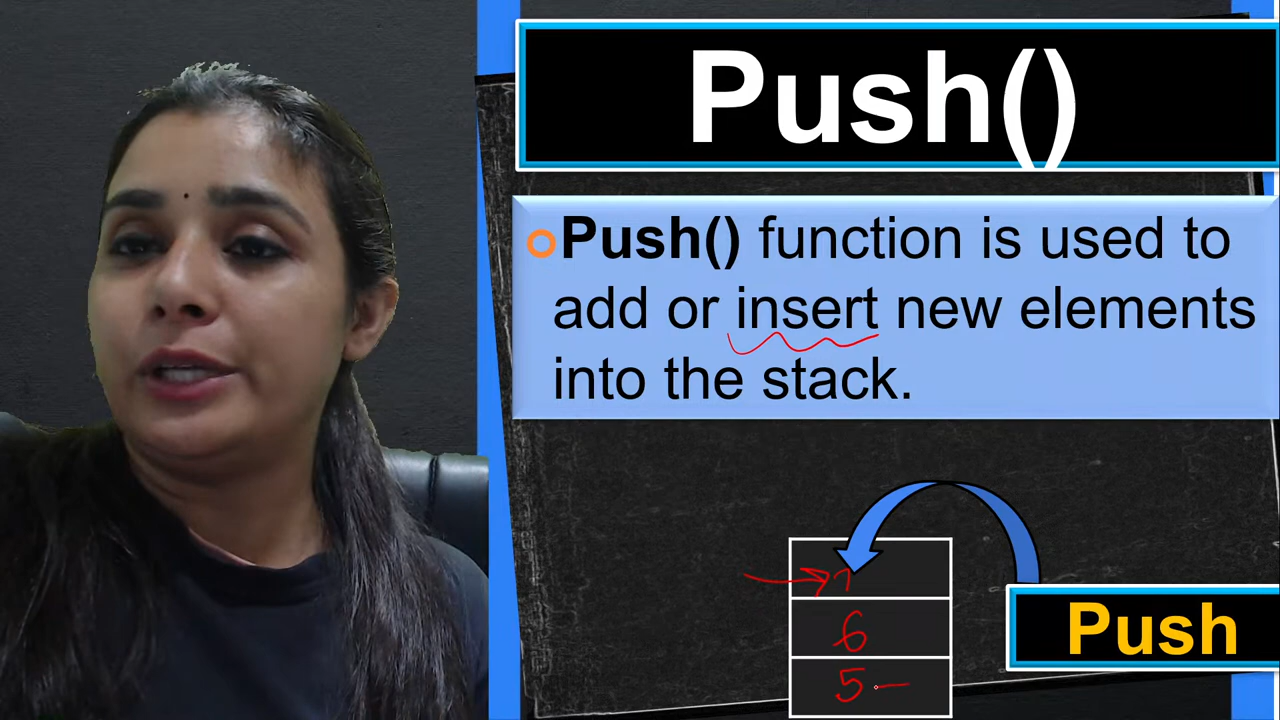 Push()
Push() function is used to
add or insert new elements
into the stack.
7
6
5
Push